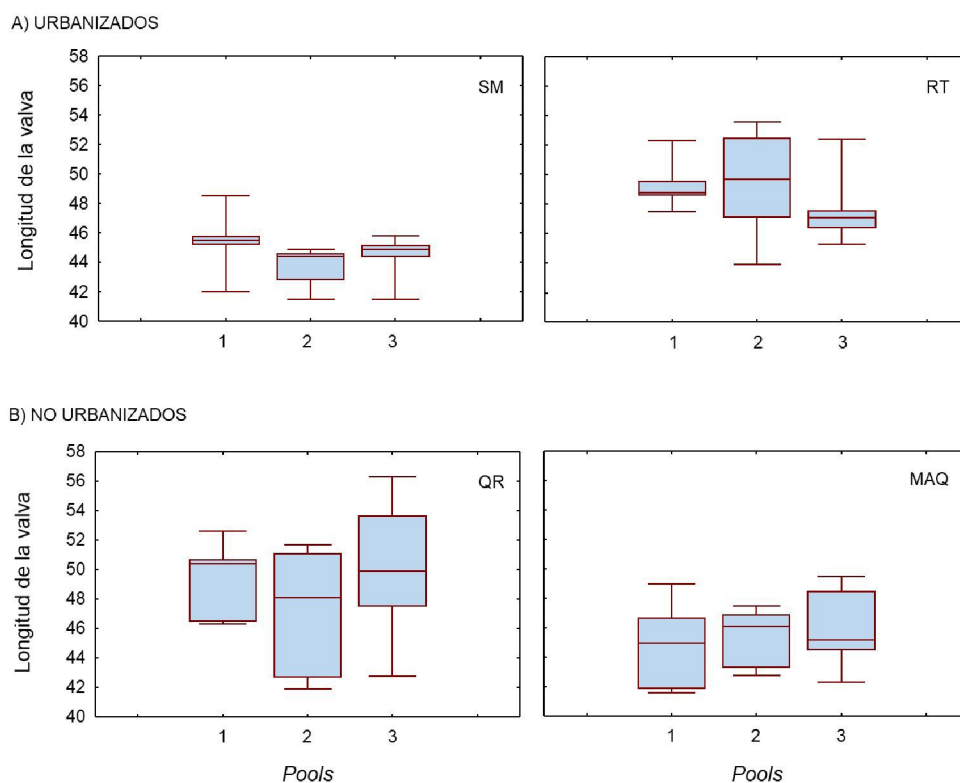 A) URBANIZADOS
58
56
54
52
50
48
46
44
42
40
Longitud de la valva
SM
1 2 3
RT
1 2 3
B) NO URBANIZADOS
58
56
54
52
50
48
46
44
42
40
Longitud de la valva
QR
1 2 3
Pools
MAQ
1 2 3
Pools